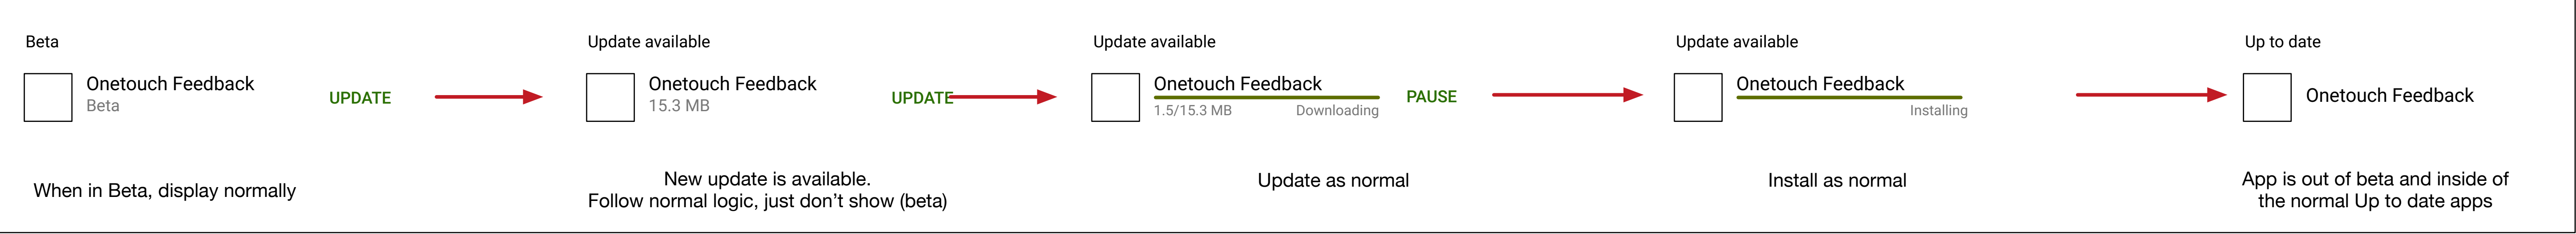 Beta
Onetouch Feedback
Beta
UPDATE
When in Beta, display normally
Update available
Onetouch Feedback
15.3 MB
UPDATE
New update is available.
Follow normal logic, just don't show (beta)
Update available
Onetouch Feedback
1.5/15.3 MB
Downloading
PAUSE
Update as normal
Update available
Onetouch Feedback
Installing
Install as normal
Up to date
Onetouch Feedback
App is out of beta and inside of
the normal Up to date apps